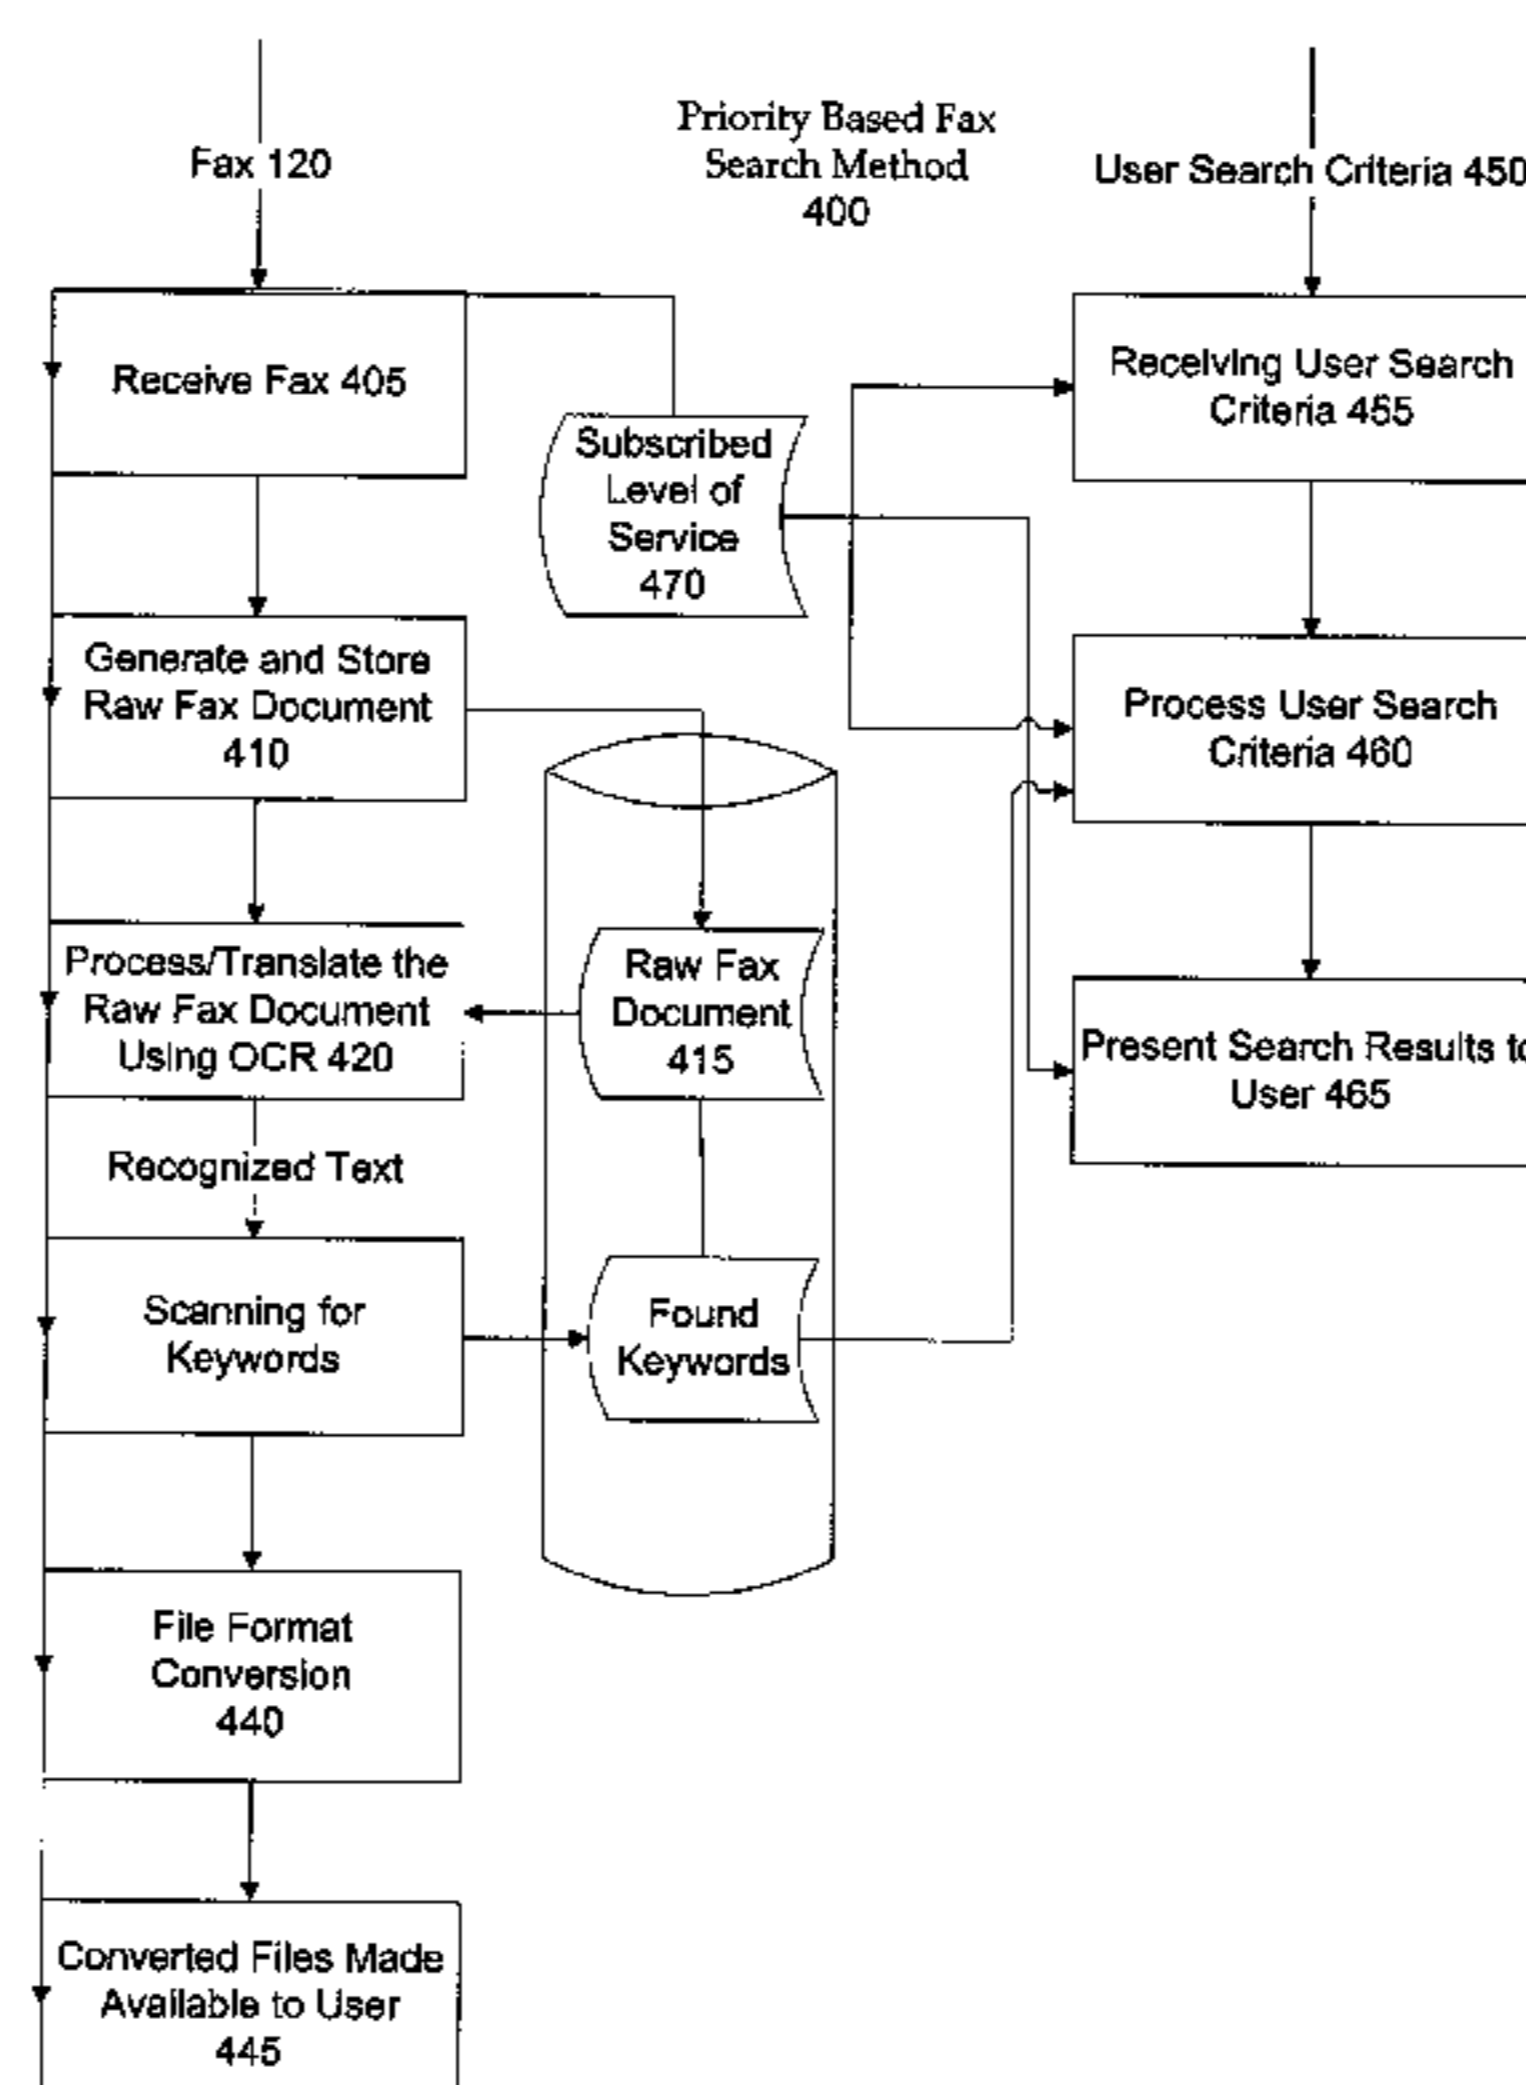 Fax 120
Priority Based Fax
Search Method
400
User Search Criteria 450
Receive Fax 405
Subscribed
Level of
Service
470
Receiving User Search
Criteria 455
Generate and Store
Raw Fax Document
410
Process User Search
Criteria 460
Process/Translate the
Raw Fax Document
Using OCR 420
Raw Fax
Document
415
Present Search Results to
User 465
Recognized Text
Scanning for
Keywords
Found
Keywords
File Format
Conversion
440
Converted Files Made
Available to User
445